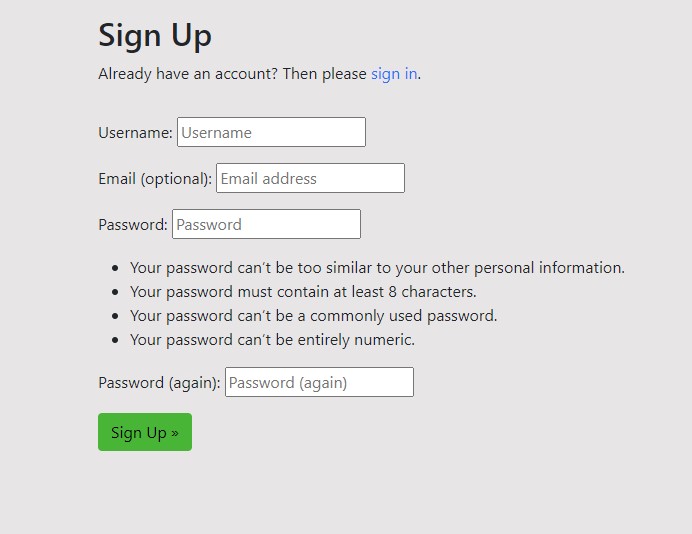 Sign Up
Already have an account? Then please sign in.
Username: Username
Email (optional): Email address
Password: Password
• Your password can’t be too similar to your other personal information.
• Your password must contain at least 8 characters.
• Your password can’t be a commonly used password.
• Your password can’t be entirely numeric.
Password (again): Password (again)
Sign Up »